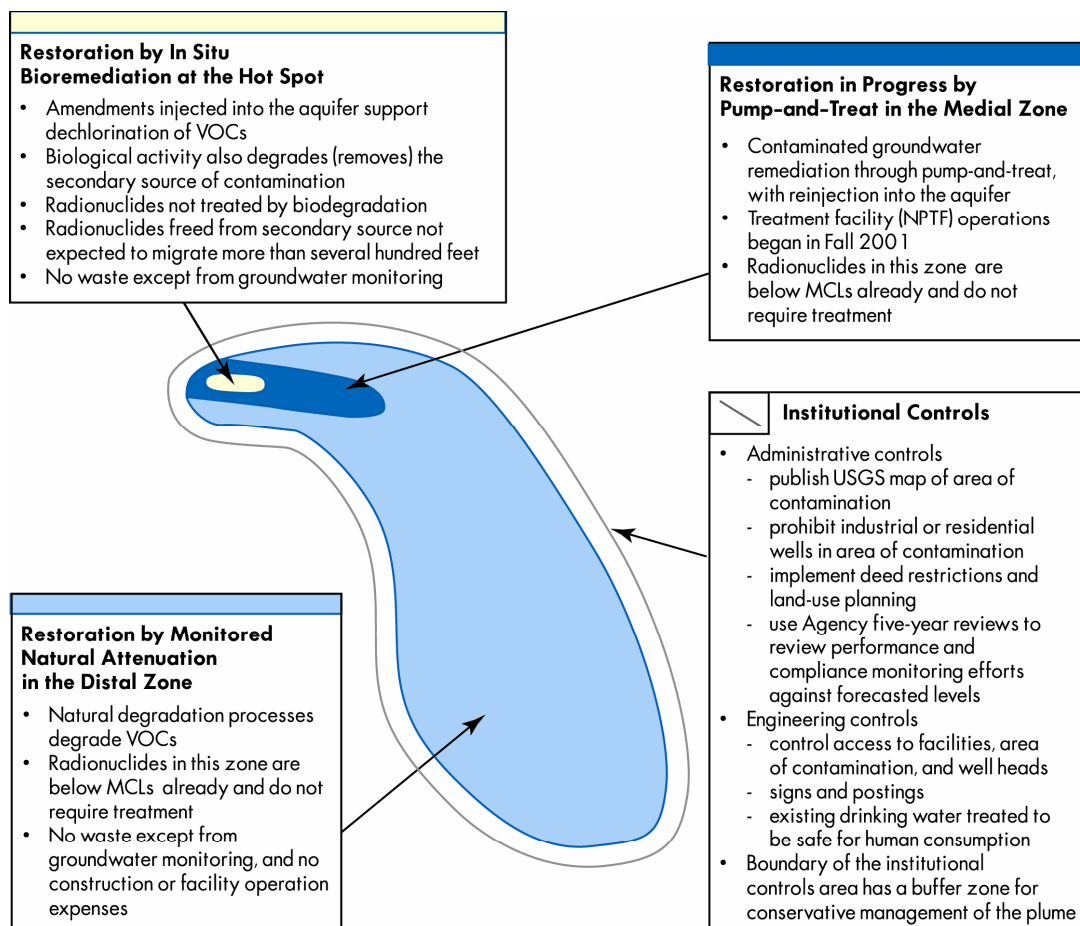 Restoration by In Situ
Bioremediation at the Hot Spot
• Amendments injected into the aquifer support
dechlorination of VOCs
• Biological activity also degrades (removes) the
secondary source of contamination
• Radionuclides not treated by biodegradation
• Radionuclides freed from secondary source not
expected to migrate more than several hundred feet
• No waste except from groundwater monitoring
Restoration in Progress by
Pump-and-Treat in the Medial Zone
• Contaminated groundwater
remediation through pump-and-treat,
with reinjection into the aquifer
• Treatment facility (NPTF) operations
began in Fall 2001
• Radionuclides in this zone are
below MCLs already and do not
require treatment
Institutional Controls
• Administrative controls
- publish USGS map of area of
contamination
- prohibit industrial or residential
wells in area of contamination
- implement deed restrictions and
land-use planning
- use Agency five-year reviews to
review performance and
compliance monitoring efforts
against forecasted levels
• Engineering controls
- control access to facilities, area
of contamination, and well heads
- signs and postings
- existing drinking water treated to
be safe for human consumption
• Boundary of the institutional
controls area has a buffer zone for
conservative management of the plume
Restoration by Monitored
Natural Attenuation
in the Distal Zone
• Natural degradation processes
degrade VOCs
• Radionuclides in this zone are
below MCLs already and do not
require treatment
• No waste except from
groundwater monitoring, and no
construction or facility operation
expenses